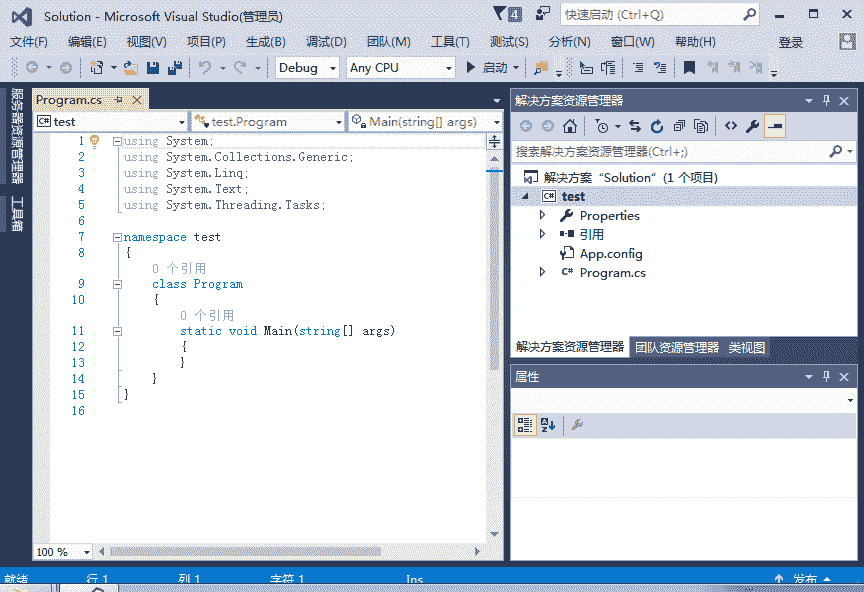 Solution - Microsoft Visual Studio(管理员)
4
快速启动 (Ctrl+Q)
文件(F) 编辑(E) 视图(V) 项目(P) 生成(B) 调试(D) 团队(M) 工具(T) 测试(S) 分析(N) 窗口(W) 帮助(H) 登录
Debug Any CPU 启动
服务器资源管理器
工具箱
Program.cs
C# test test.Program Main(string[] args)
1 using System;
2 using System.Collections.Generic;
3 using System.Linq;
4 using System.Text;
5 using System.Threading.Tasks;
6
7 namespace test
8 {
0 个引用
9 class Program
10 {
0 个引用
11 static void Main(string[] args)
12 {
13 }
14 }
15 }
16
100 %
解决方案资源管理器
搜索解决方案资源管理器(Ctrl+;)
解决方案 “Solution” (1 个项目)
C# test
Properties
引用
App.config
C# Program.cs
解决方案资源管理器 团队资源管理器 类视图
属性
就绪 行 1 列 1 字符 1 Ins 发布